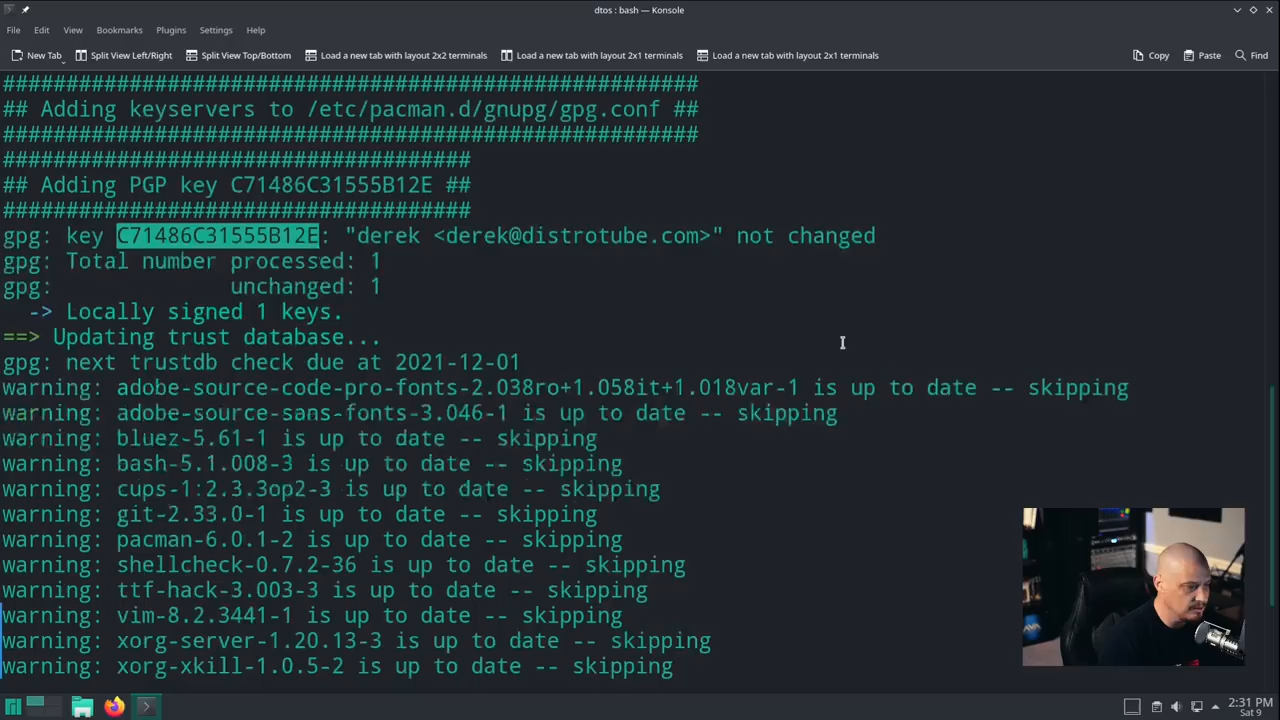 dtos : bash — Konsole
File Edit View Bookmarks Plugins Settings Help
New Tab Split View Left/Right Split View Top/Bottom Load a new tab with layout 2x2 terminals Load a new tab with layout 2x1 terminals Load a new tab with layout 2x1 terminals Copy Paste Find
#######################################################
## Adding keyservers to /etc/pacman.d/gnupg/gpg.conf ##
#######################################################
#####################################
## Adding PGP key C71486C31555B12E ##
#####################################
gpg: key C71486C31555B12E: "derek <derek@distrotube.com>" not changed
gpg: Total number processed: 1
gpg:              unchanged: 1
  -> Locally signed 1 keys.
==> Updating trust database...
gpg: next trustdb check due at 2021-12-01
warning: adobe-source-code-pro-fonts-2.038ro+1.058it+1.018var-1 is up to date -- skipping
warning: adobe-source-sans-fonts-3.046-1 is up to date -- skipping
warning: bluez-5.61-1 is up to date -- skipping
warning: bash-5.1.008-3 is up to date -- skipping
warning: cups-1:2.3.3op2-3 is up to date -- skipping
warning: git-2.33.0-1 is up to date -- skipping
warning: pacman-6.0.1-2 is up to date -- skipping
warning: shellcheck-0.7.2-36 is up to date -- skipping
warning: ttf-hack-3.003-3 is up to date -- skipping
warning: vim-8.2.3441-1 is up to date -- skipping
warning: xorg-server-1.20.13-3 is up to date -- skipping
warning: xorg-xkill-1.0.5-2 is up to date -- skipping
2:31 PM
Sat 9